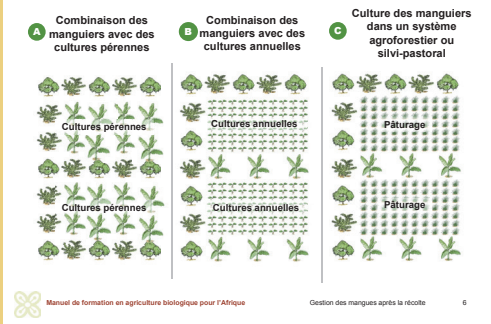 A
Combinaison des
manguiers avec des
cultures pérennes
Cultures pérennes
Cultures pérennes
B
Combinaison des
manguiers avec des
cultures annuelles
Cultures annuelles
Cultures annuelles
C
Culture des manguiers
dans un système
agroforestier ou
silvi-pastoral
Pâturage
Pâturage
Manuel de formation en agriculture biologique pour l'Afrique
Gestion des mangues après la récolte
6